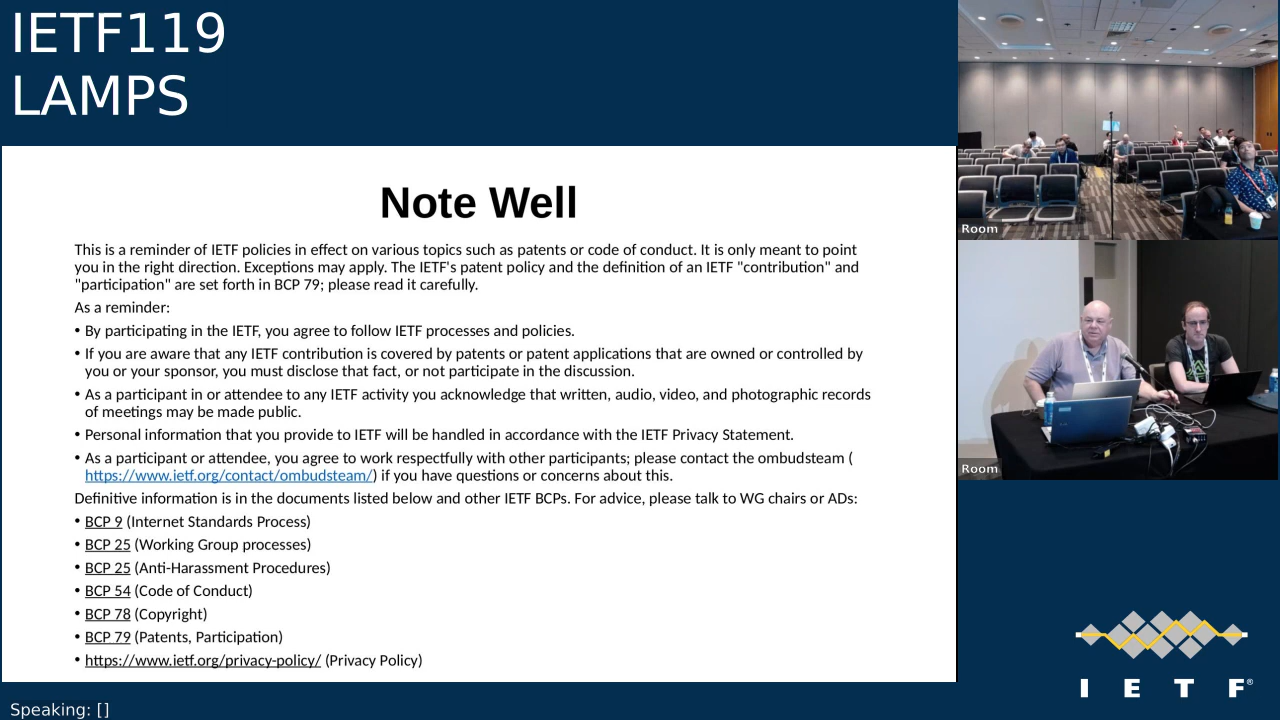 IETF119
LAMPS
Note Well
This is a reminder of IETF policies in effect on various topics such as patents or code of conduct. It is only meant to point
you in the right direction. Exceptions may apply. The IETF's patent policy and the definition of an IETF "contribution" and
"participation" are set forth in BCP 79; please read it carefully.
As a reminder:
• By participating in the IETF, you agree to follow IETF processes and policies.
• If you are aware that any IETF contribution is covered by patents or patent applications that are owned or controlled by
you or your sponsor, you must disclose that fact, or not participate in the discussion.
• As a participant in or attendee to any IETF activity you acknowledge that written, audio, video, and photographic records
of meetings may be made public.
• Personal information that you provide to IETF will be handled in accordance with the IETF Privacy Statement.
• As a participant or attendee, you agree to work respectfully with other participants; please contact the ombudsteam (
https://www.ietf.org/contact/ombudsteam/) if you have questions or concerns about this.
Definitive information is in the documents listed below and other IETF BCPs. For advice, please talk to WG chairs or ADs:
• BCP 9 (Internet Standards Process)
• BCP 25 (Working Group processes)
• BCP 25 (Anti-Harassment Procedures)
• BCP 54 (Code of Conduct)
• BCP 78 (Copyright)
• BCP 79 (Patents, Participation)
• https://www.ietf.org/privacy-policy/ (Privacy Policy)
Room
Room
I E T F®
Speaking: []